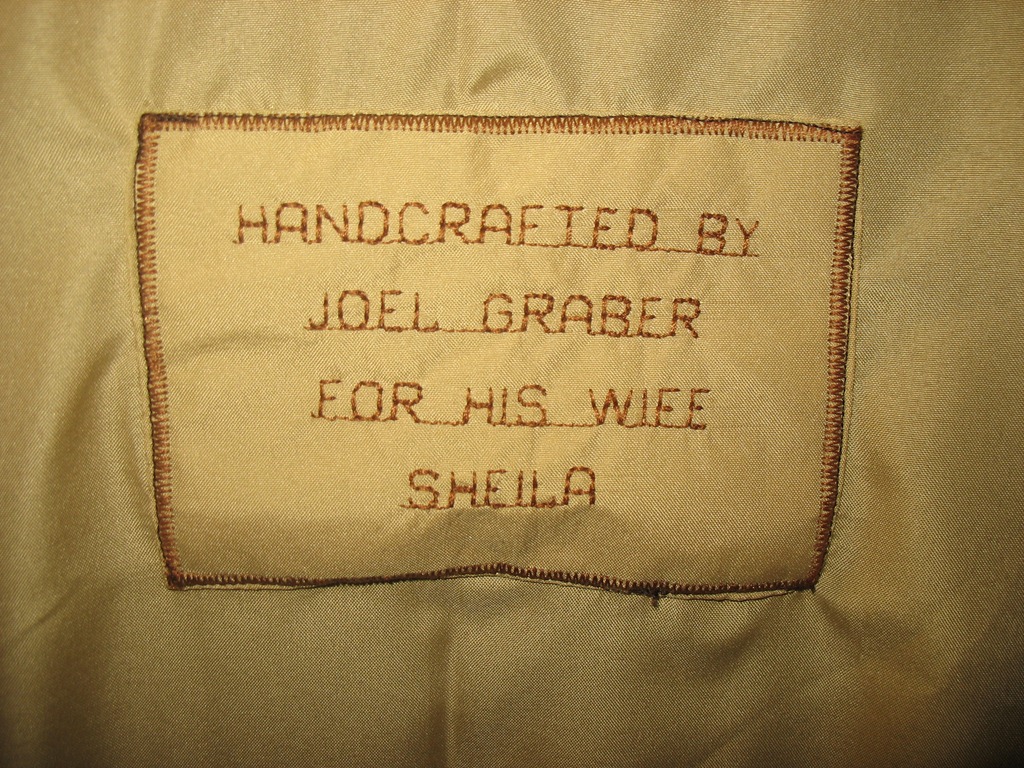 HANDCRAFTED BY
JOEL GRABER
FOR HIS WIFE
SHEILA